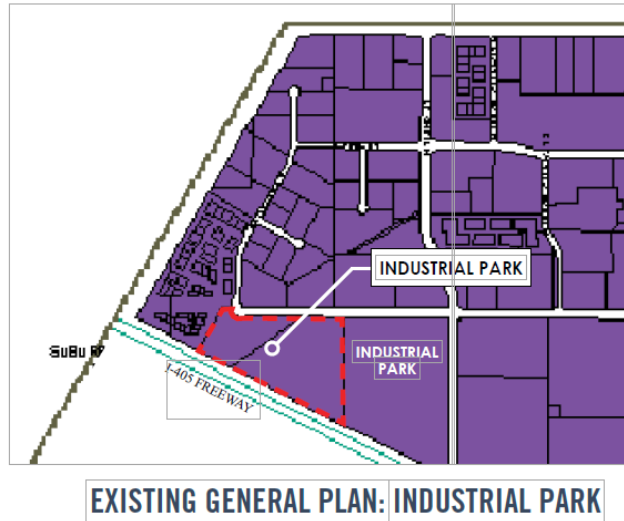 INDUSTRIAL PARK
INDUSTRIAL
PARK
I-405 FREEWAY
EXISTING GENERAL PLAN: INDUSTRIAL PARK